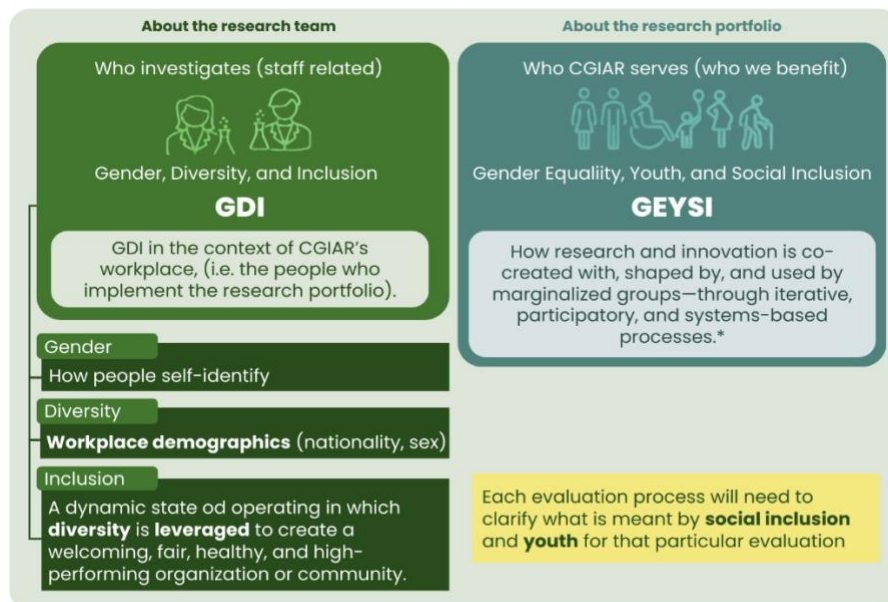 About the research team
Who investigates (staff related)
Gender, Diversity, and Inclusion
GDI
GDI in the context of CGIAR's
workplace, (i.e. the people who
implement the research portfolio).
Gender
How people self-identify
Diversity
Workplace demographics (nationality, sex)
Inclusion
A dynamic state od operating in which
diversity is leveraged to create a
welcoming, fair, healthy, and high-
performing organization or community.
About the research portfolio
Who CGIAR serves (who we benefit)
Gender Equaliity, Youth, and Social Inclusion
GEYSI
How research and innovation is co-
created with, shaped by, and used by
marginalized groups—through iterative,
participatory, and systems-based
processes.*
Each evaluation process will need to
clarify what is meant by social inclusion
and youth for that particular evaluation